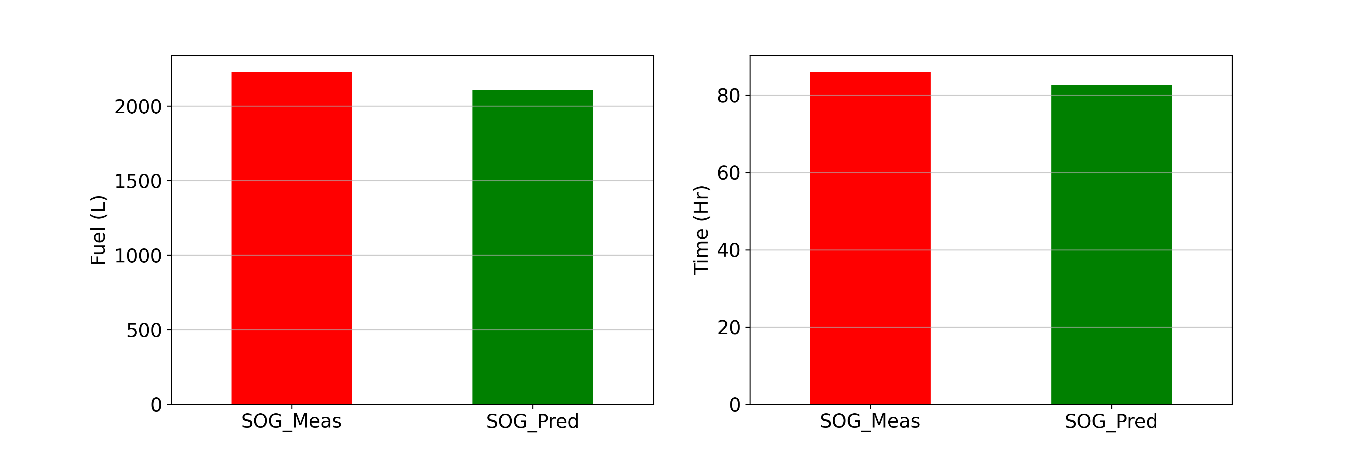 Fuel (L)
2000
1500
1000
500
0
SOG_Meas
SOG_Pred
Time (Hr)
80
60
40
20
0
SOG_Meas
SOG_Pred